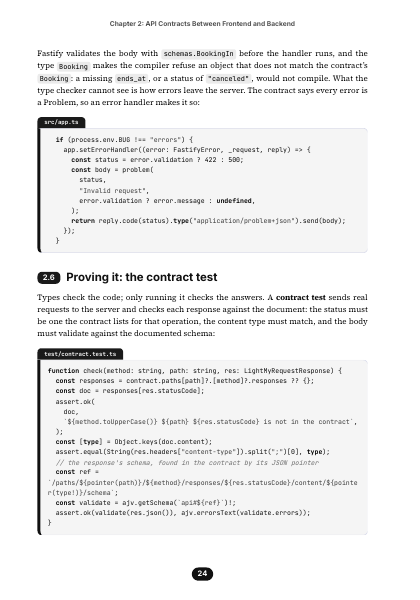 Chapter 2: API Contracts Between Frontend and Backend
Fastify validates the body with schemas.BookingIn before the handler runs, and the
type Booking makes the compiler refuse an object that does not match the contract's
Booking: a missing ends_at, or a status of "canceled", would not compile. What the
type checker cannot see is how errors leave the server. The contract says every error is
a Problem, so an error handler makes it so:
src/app.ts
if (process.env.BUG !== "errors") {
app.setErrorHandler((error: FastifyError, _request, reply) => {
const status = error.validation ? 422 : 500;
const body = problem(
status,
"Invalid request",
error.validation ? error.message : undefined,
);
return reply.code(status).type("application/problem+json").send(body);
});
}
2.6 Proving it: the contract test
Types check the code; only running it checks the answers. A contract test sends real
requests to the server and checks each response against the document: the status must
be one the contract lists for that operation, the content type must match, and the body
must validate against the documented schema:
test/contract.test.ts
function check(method: string, path: string, res: LightMyRequestResponse) {
const responses = contract.paths[path]?.[method]?.responses ?? {};
const doc = responses[res.statusCode];
assert.ok(
doc,
`${method.toUpperCase()} ${path} ${res.statusCode} is not in the contract`,
);
const [type] = Object.keys(doc.content);
assert.equal(String(res.headers["content-type"]).split(";")[0], type);
// the response's schema, found in the contract by its JSON pointer
const ref =
`/paths/${pointer(path)}/${method}/responses/${res.statusCode}/content/${pointe
r(type!)}/schema`;
const validate = ajv.getSchema(`api#${ref}`)!;
assert.ok(validate(res.json()), ajv.errorsText(validate.errors));
}
24